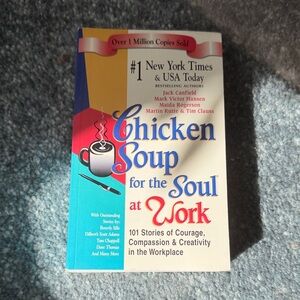 Over 1 Million Copies Sold
#1 New York Times
& USA Today
BESTSELLING AUTHORS
Jack Canfield
Mark Victor Hansen
Maida Rogerson
Martin Rutte & Tim Clauss
Chicken
Soup
for the Soul
at Work
101 Stories of Courage,
Compassion & Creativity
in the Workplace
With Outstanding
Stories by:
Beverly Sills
Dilbert's Scott Adams
Tom Chappell
Dave Thomas
And Many More